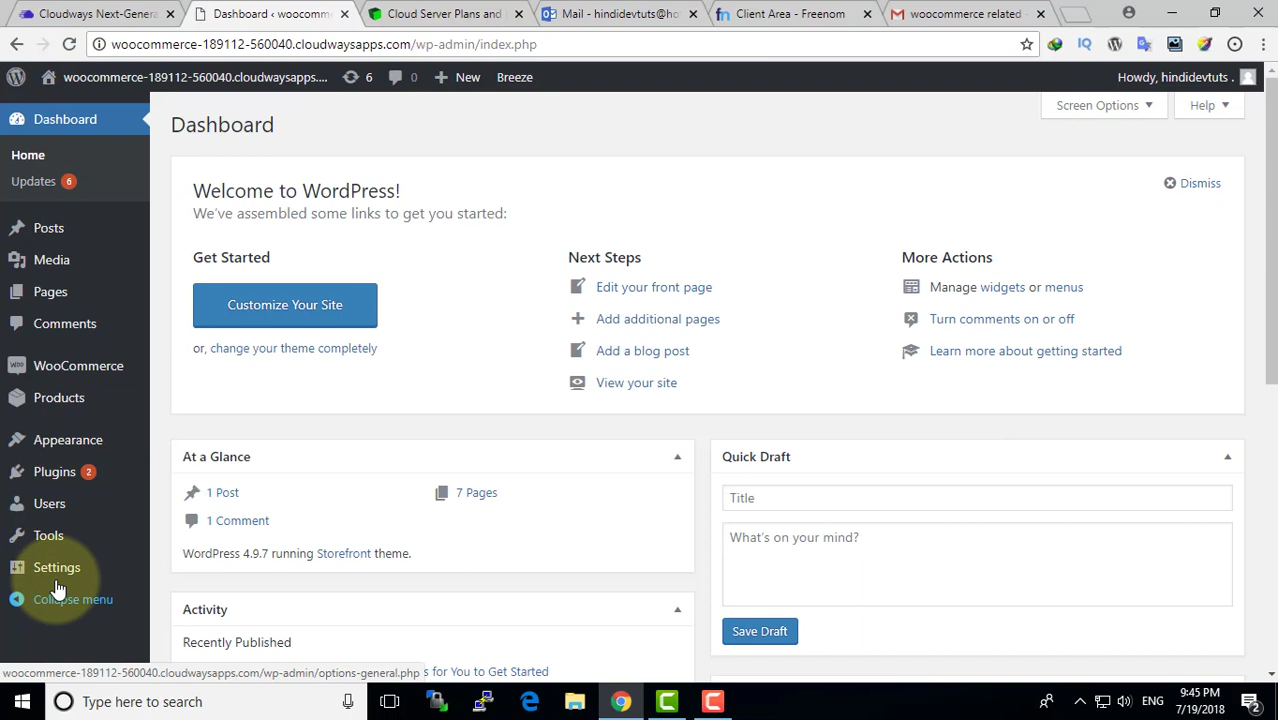 Cloudways Next-Gener
Dashboard ‹ woocomm
Cloud Server Plans and
Mail - hindidevtuts@ho
Client Area - Freenom
woocommerce related
woocommerce-189112-560040.cloudwaysapps.com/wp-admin/index.php
woocommerce-189112-560040.cloudwaysapps.... 6 0 New Breeze Howdy, hindidevtuts .
Dashboard
Home
Updates 6
Posts
Media
Pages
Comments
WooCommerce
Products
Appearance
Plugins 2
Users
Tools
Settings
Collapse menu
Screen Options Help
Dashboard
Welcome to WordPress!
We've assembled some links to get you started:
Dismiss
Get Started
Customize Your Site
or, change your theme completely
Next Steps
Edit your front page
Add additional pages
Add a blog post
View your site
More Actions
Manage widgets or menus
Turn comments on or off
Learn more about getting started
At a Glance
1 Post 7 Pages
1 Comment
WordPress 4.9.7 running Storefront theme.
Activity
Recently Published
s for You to Get Started
Quick Draft
Title
What's on your mind?
Save Draft
woocommerce-189112-560040.cloudwaysapps.com/wp-admin/options-general.php
Type here to search
ENG
9:45 PM
7/19/2018
2